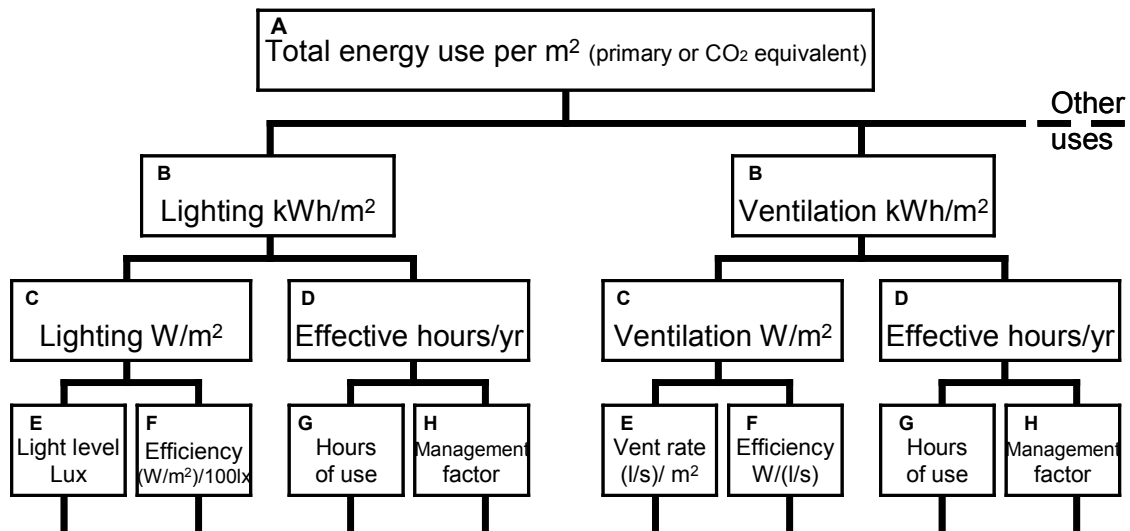 A
Total energy use per m² (primary or CO₂ equivalent)
Other
uses
B
Lighting kWh/m²
B
Ventilation kWh/m²
C
Lighting W/m²
D
Effective hours/yr
C
Ventilation W/m²
D
Effective hours/yr
E
Light level
Lux
F
Efficiency
(W/m²)/100lx
G
Hours
of use
H
Management
factor
E
Vent rate
(l/s)/ m²
F
Efficiency
W/(l/s)
G
Hours
of use
H
Management
factor